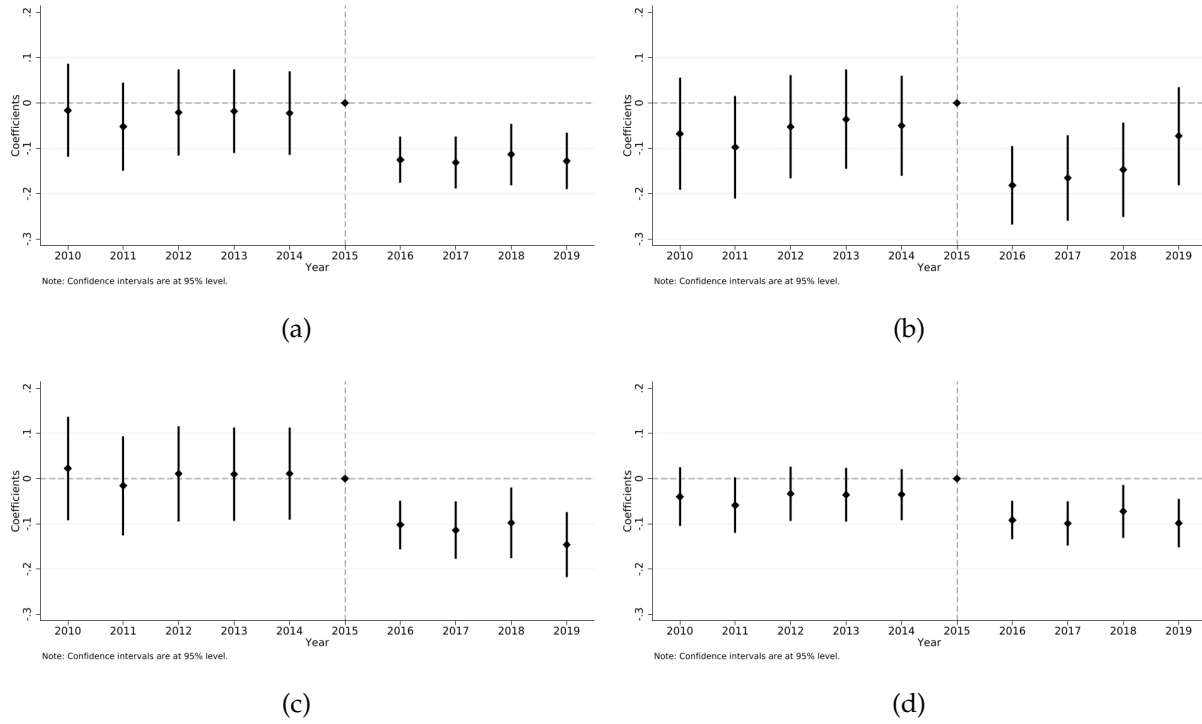 .2
.1
0
-.1
-.2
-.3
Coefficients
2010 2011 2012 2013 2014 2015 2016 2017 2018 2019
Year
Note: Confidence intervals are at 95% level.
(a)
.2
.1
0
-.1
-.2
-.3
Coefficients
2010 2011 2012 2013 2014 2015 2016 2017 2018 2019
Year
Note: Confidence intervals are at 95% level.
(b)
.2
.1
0
-.1
-.2
-.3
Coefficients
2010 2011 2012 2013 2014 2015 2016 2017 2018 2019
Year
Note: Confidence intervals are at 95% level.
(c)
.2
.1
0
-.1
-.2
-.3
Coefficients
2010 2011 2012 2013 2014 2015 2016 2017 2018 2019
Year
Note: Confidence intervals are at 95% level.
(d)